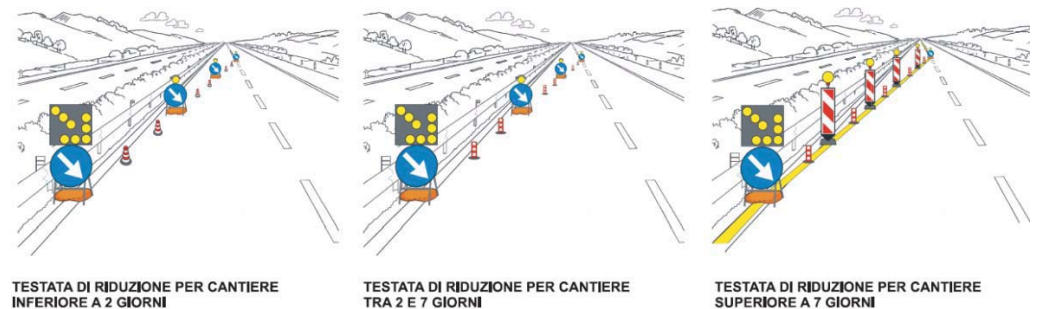 TESTATA DI RIDUZIONE PER CANTIERE
INFERIORE A 2 GIORNI
TESTATA DI RIDUZIONE PER CANTIERE
TRA 2 E 7 GIORNI
TESTATA DI RIDUZIONE PER CANTIERE
SUPERIORE A 7 GIORNI